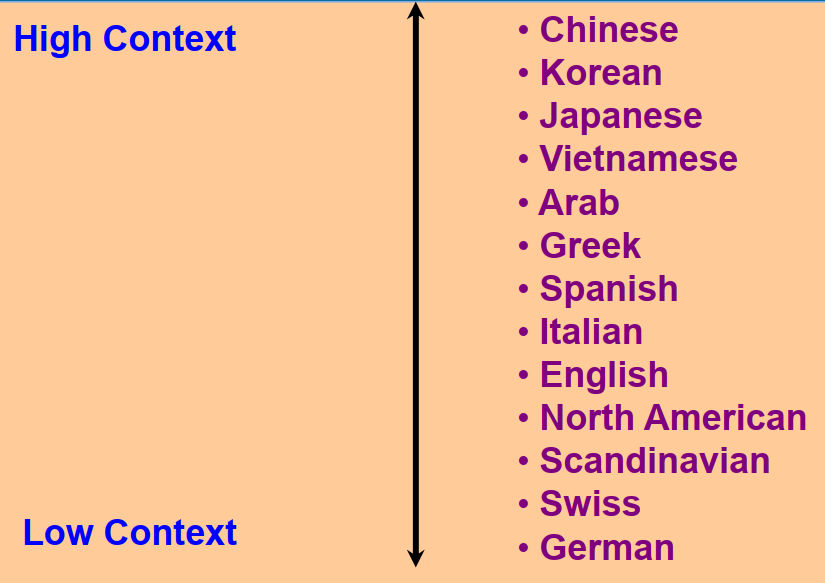 High Context
• Chinese
• Korean
• Japanese
• Vietnamese
• Arab
• Greek
• Spanish
• Italian
• English
• North American
• Scandinavian
• Swiss
Low Context
• German